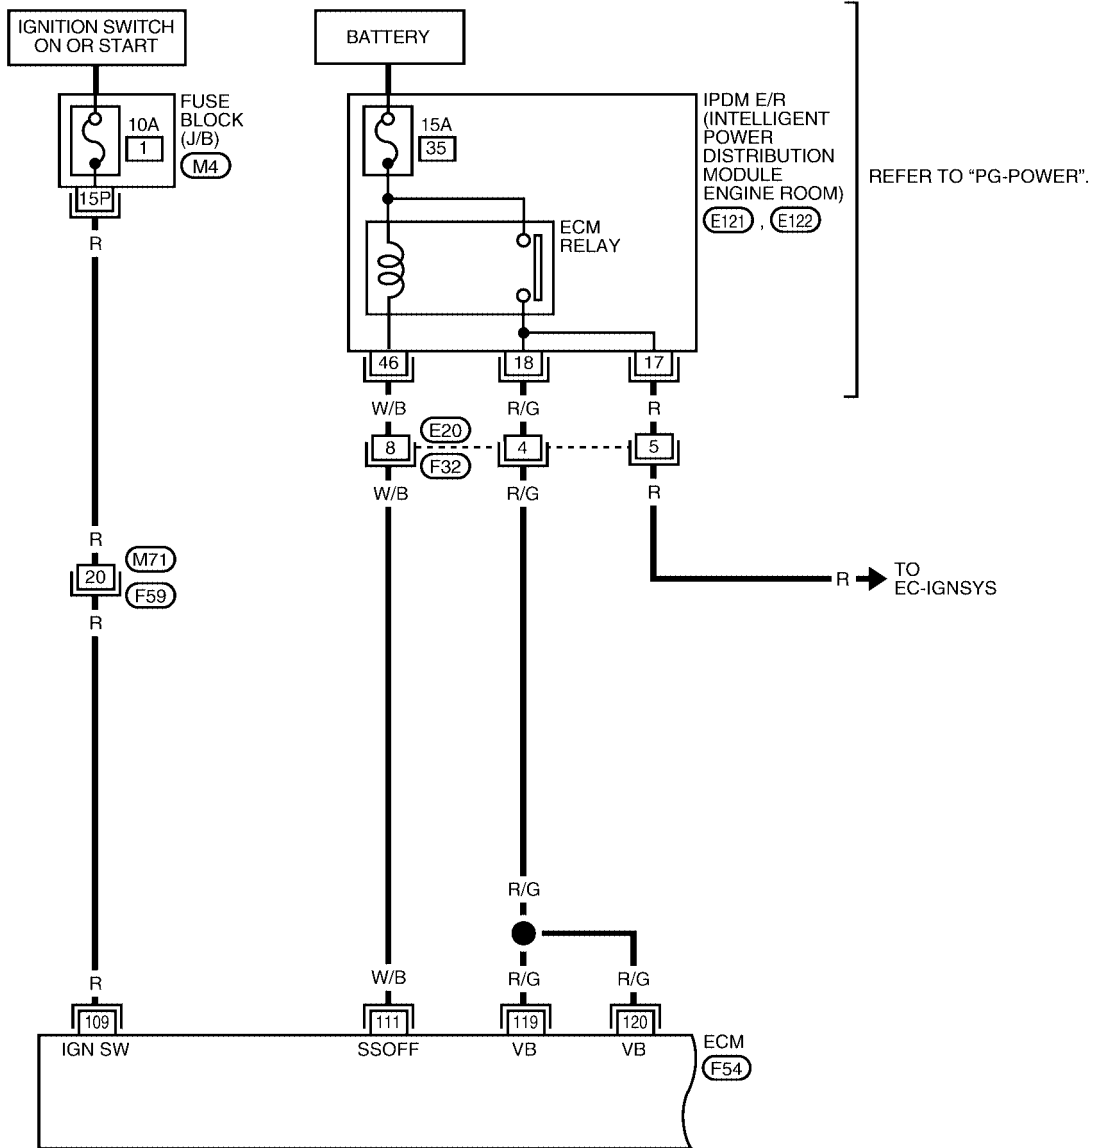 IGNITION SWITCH
ON OR START
BATTERY
FUSE
BLOCK
(J/B)
M4
10A
1
15P
R
15A
35
IPDM E/R
(INTELLIGENT
POWER
DISTRIBUTION
MODULE
ENGINE ROOM)
E121 , E122
REFER TO “PG-POWER”.
ECM
RELAY
46
18
17
W/B
R/G
R
8
E20
F32
4
5
W/B
R/G
R
R
20
M71
F59
R
R
TO
EC-IGNSYS
R/G
R
W/B
R/G
R/G
109
111
119
120
IGN SW
SSOFF
VB
VB
ECM
F54